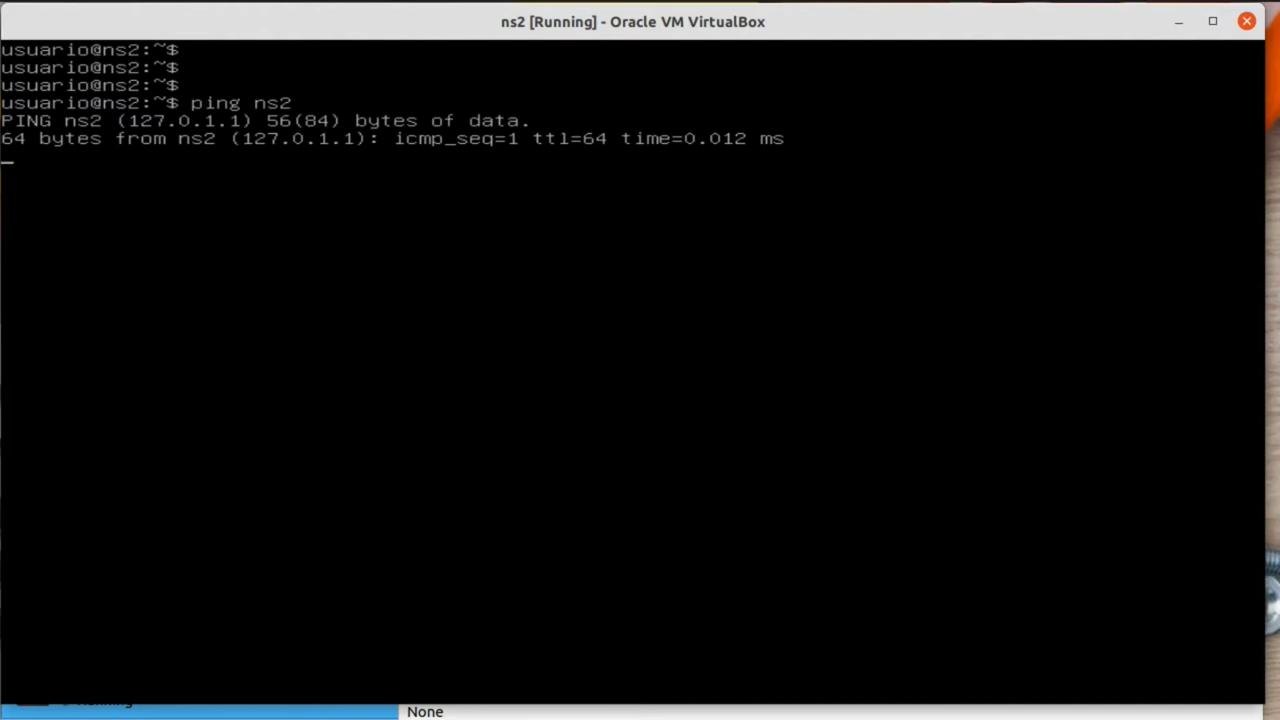 ns2 [Running] - Oracle VM VirtualBox
usuario@ns2:~$
usuario@ns2:~$
usuario@ns2:~$
usuario@ns2:~$ ping ns2
PING ns2 (127.0.1.1) 56(84) bytes of data.
64 bytes from ns2 (127.0.1.1): icmp_seq=1 ttl=64 time=0.012 ms
Running
None